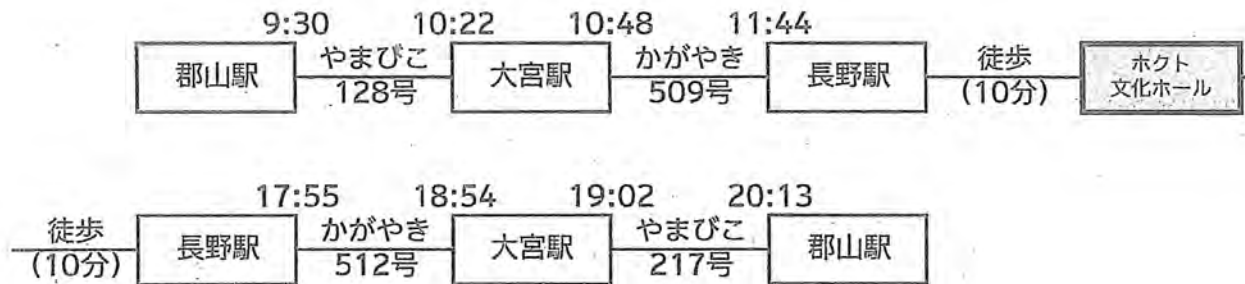 9:30 10:22 10:48 11:44
郡山駅 やまびこ 大宮駅 かがやき 長野駅 徒歩 ホクト
128号 509号 (10分) 文化ホール
17:55 18:54 19:02 20:13
徒歩 長野駅 かがやき 大宮駅 やまびこ 郡山駅
(10分) 512号 217号